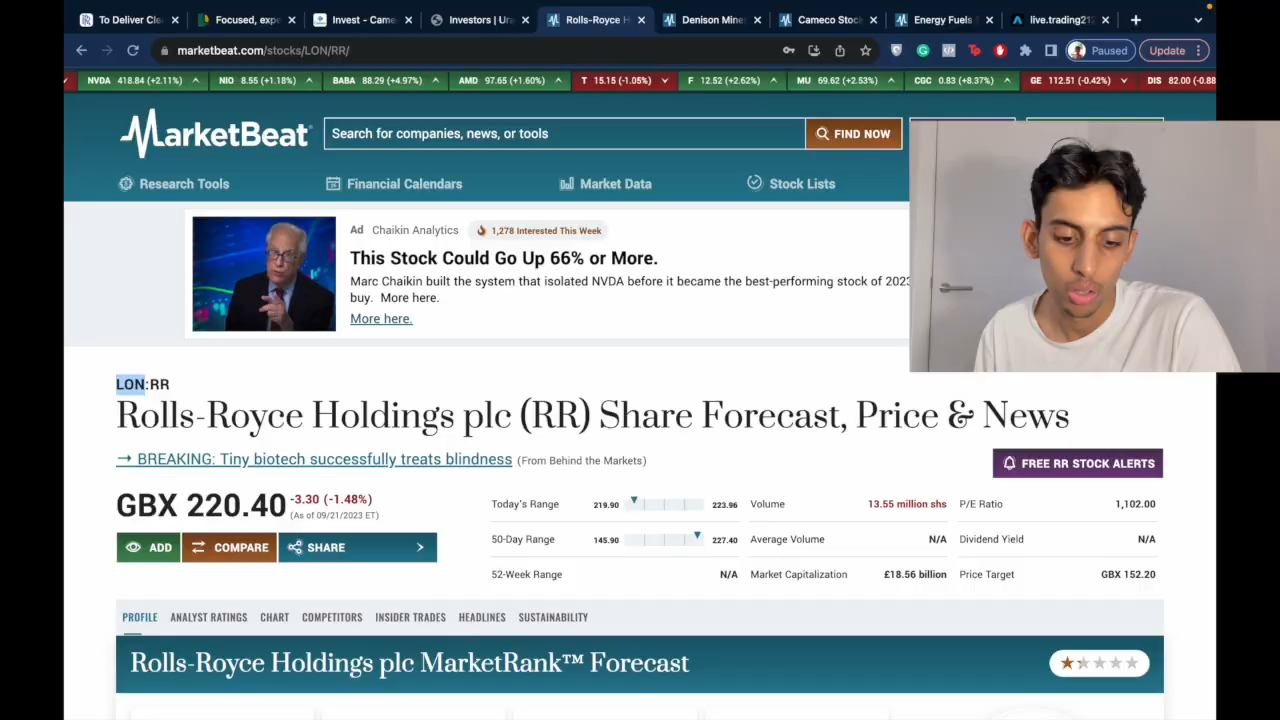 To Deliver Cle
Focused, expe
Invest - Came
Investors | Ura
Rolls-Royce H
Denison Mine
Cameco Stock
Energy Fuels
live.trading212
marketbeat.com/stocks/LON/RR/
Paused
Update
NVDA 418.84 (+2.11%)
NIO 8.55 (+1.18%)
BABA 88.29 (+4.97%)
AMD 97.65 (+1.60%)
T 15.15 (-1.05%)
F 12.52 (+2.62%)
MU 69.62 (+2.53%)
CGC 0.83 (+8.37%)
GE 112.51 (-0.42%)
DIS 82.00 (-0.88
MarketBeat
Search for companies, news, or tools
FIND NOW
Research Tools
Financial Calendars
Market Data
Stock Lists
Ad Chaikin Analytics 1,278 Interested This Week
This Stock Could Go Up 66% or More.
Marc Chaikin built the system that isolated NVDA before it became the best-performing stock of 2023
buy. More here.
More here.
LON:RR
Rolls-Royce Holdings plc (RR) Share Forecast, Price & News
→ BREAKING: Tiny biotech successfully treats blindness (From Behind the Markets)
FREE RR STOCK ALERTS
GBX 220.40 -3.30 (-1.48%)
(As of 09/21/2023 ET)
ADD
COMPARE
SHARE
Today's Range 219.90 223.96
50-Day Range 145.90 227.40
52-Week Range N/A
Volume 13.55 million shs
Average Volume N/A
Market Capitalization £18.56 billion
P/E Ratio 1,102.00
Dividend Yield N/A
Price Target GBX 152.20
PROFILE ANALYST RATINGS CHART COMPETITORS INSIDER TRADES HEADLINES SUSTAINABILITY
Rolls-Royce Holdings plc MarketRank™ Forecast